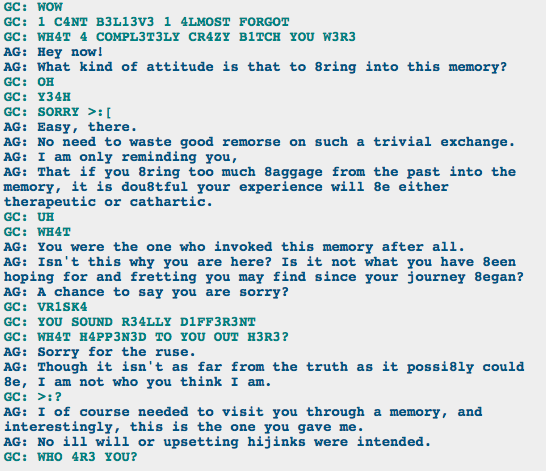 GC: WOW
GC: 1 C4NT B3L13V3 1 4LMOST FORGOT
GC: WH4T 4 COMPL3T3LY CR4ZY B1TCH YOU W3R3
AG: Hey now!
AG: What kind of attitude is that to 8ring into this memory?
GC: OH
GC: Y34H
GC: SORRY >:[
AG: Easy, there.
AG: No need to waste good remorse on such a trivial exchange.
AG: I am only reminding you,
AG: That if you 8ring too much 8aggage from the past into the
memory, it is dou8tful your experience will 8e either
therapeutic or cathartic.
GC: UH
GC: WH4T
AG: You were the one who invoked this memory after all.
AG: Isn't this why you are here? Is it not what you have 8een
hoping for and fretting you may find since your journey 8egan?
AG: A chance to say you are sorry?
GC: VR1SK4
GC: YOU SOUND R34LLY D1FF3R3NT
GC: WH4T H4PP3N3D TO YOU OUT H3R3?
AG: Sorry for the ruse.
AG: Though it isn't as far from the truth as it possi8ly could
8e, I am not who you think I am.
GC: >:?
AG: I of course needed to visit you through a memory, and
interestingly, this is the one you gave me.
AG: No ill will or upsetting hijinks were intended.
GC: WHO 4R3 YOU?